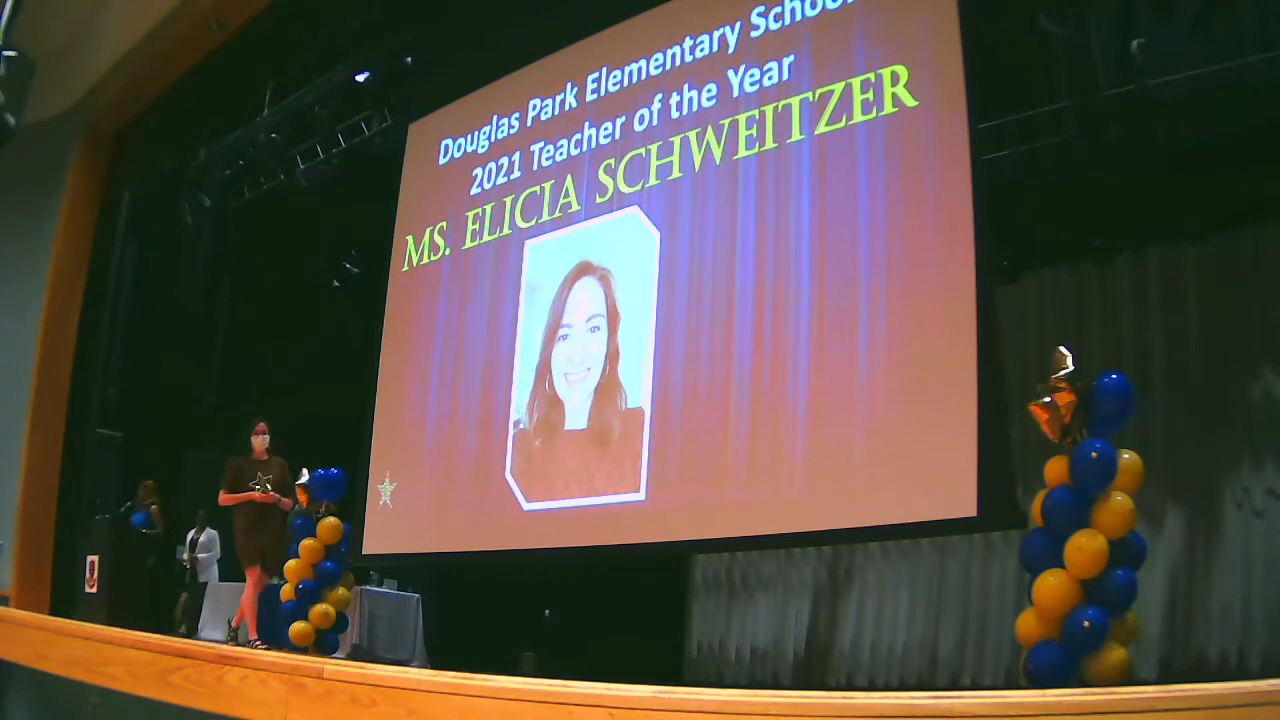 Douglas Park Elementary School
2021 Teacher of the Year
MS. ELICIA SCHWEITZER